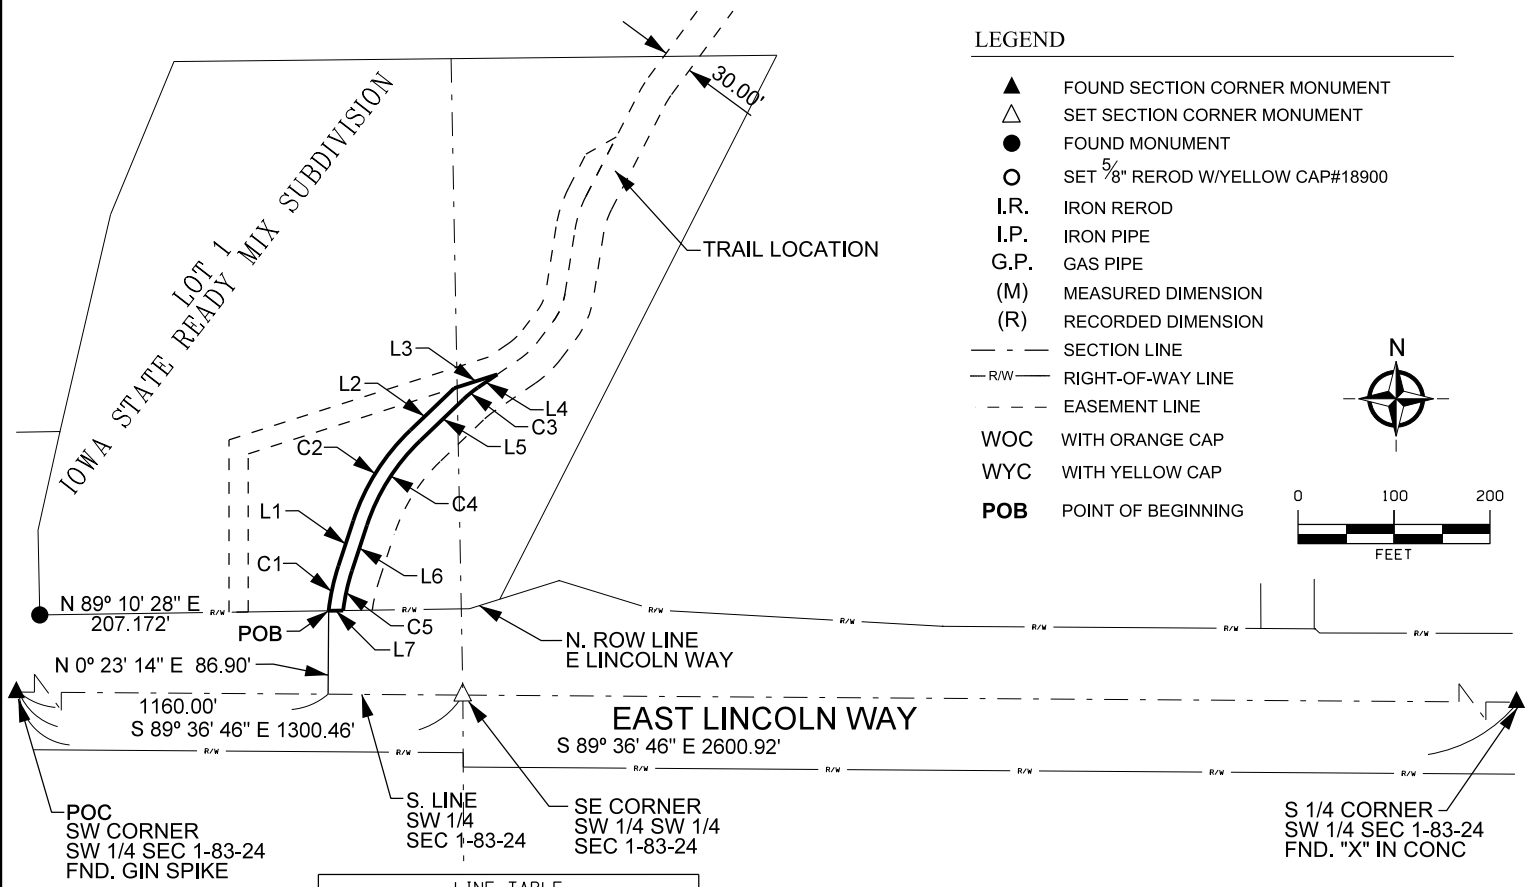 30.00'
LOT 1
IOWA STATE READY MIX SUBDIVISION
TRAIL LOCATION
L3
L2
L4
C3
L5
C2
C4
L1
C1
L6
C5
L7
N 89º 10' 28" E
207.172'
R/W
R/W
R/W
R/W
R/W
R/W
R/W
POB
N. ROW LINE
E LINCOLN WAY
N 0º 23' 14" E 86.90'
1160.00'
S 89º 36' 46" E 1300.46'
EAST LINCOLN WAY
S 89º 36' 46" E 2600.92'
R/W
R/W
R/W
R/W
R/W
R/W
R/W
POC
SW CORNER
SW 1/4 SEC 1-83-24
FND. GIN SPIKE
S. LINE
SW 1/4
SEC 1-83-24
SE CORNER
SW 1/4 SW 1/4
SEC 1-83-24
S 1/4 CORNER
SW 1/4 SEC 1-83-24
FND. "X" IN CONC
LINE TABLE
LEGEND
FOUND SECTION CORNER MONUMENT
SET SECTION CORNER MONUMENT
FOUND MONUMENT
SET 5/8" REROD W/YELLOW CAP#18900
I.R. IRON REROD
I.P. IRON PIPE
G.P. GAS PIPE
(M) MEASURED DIMENSION
(R) RECORDED DIMENSION
SECTION LINE
R/W RIGHT-OF-WAY LINE
EASEMENT LINE
WOC WITH ORANGE CAP
WYC WITH YELLOW CAP
POB POINT OF BEGINNING
N
0 100 200
FEET